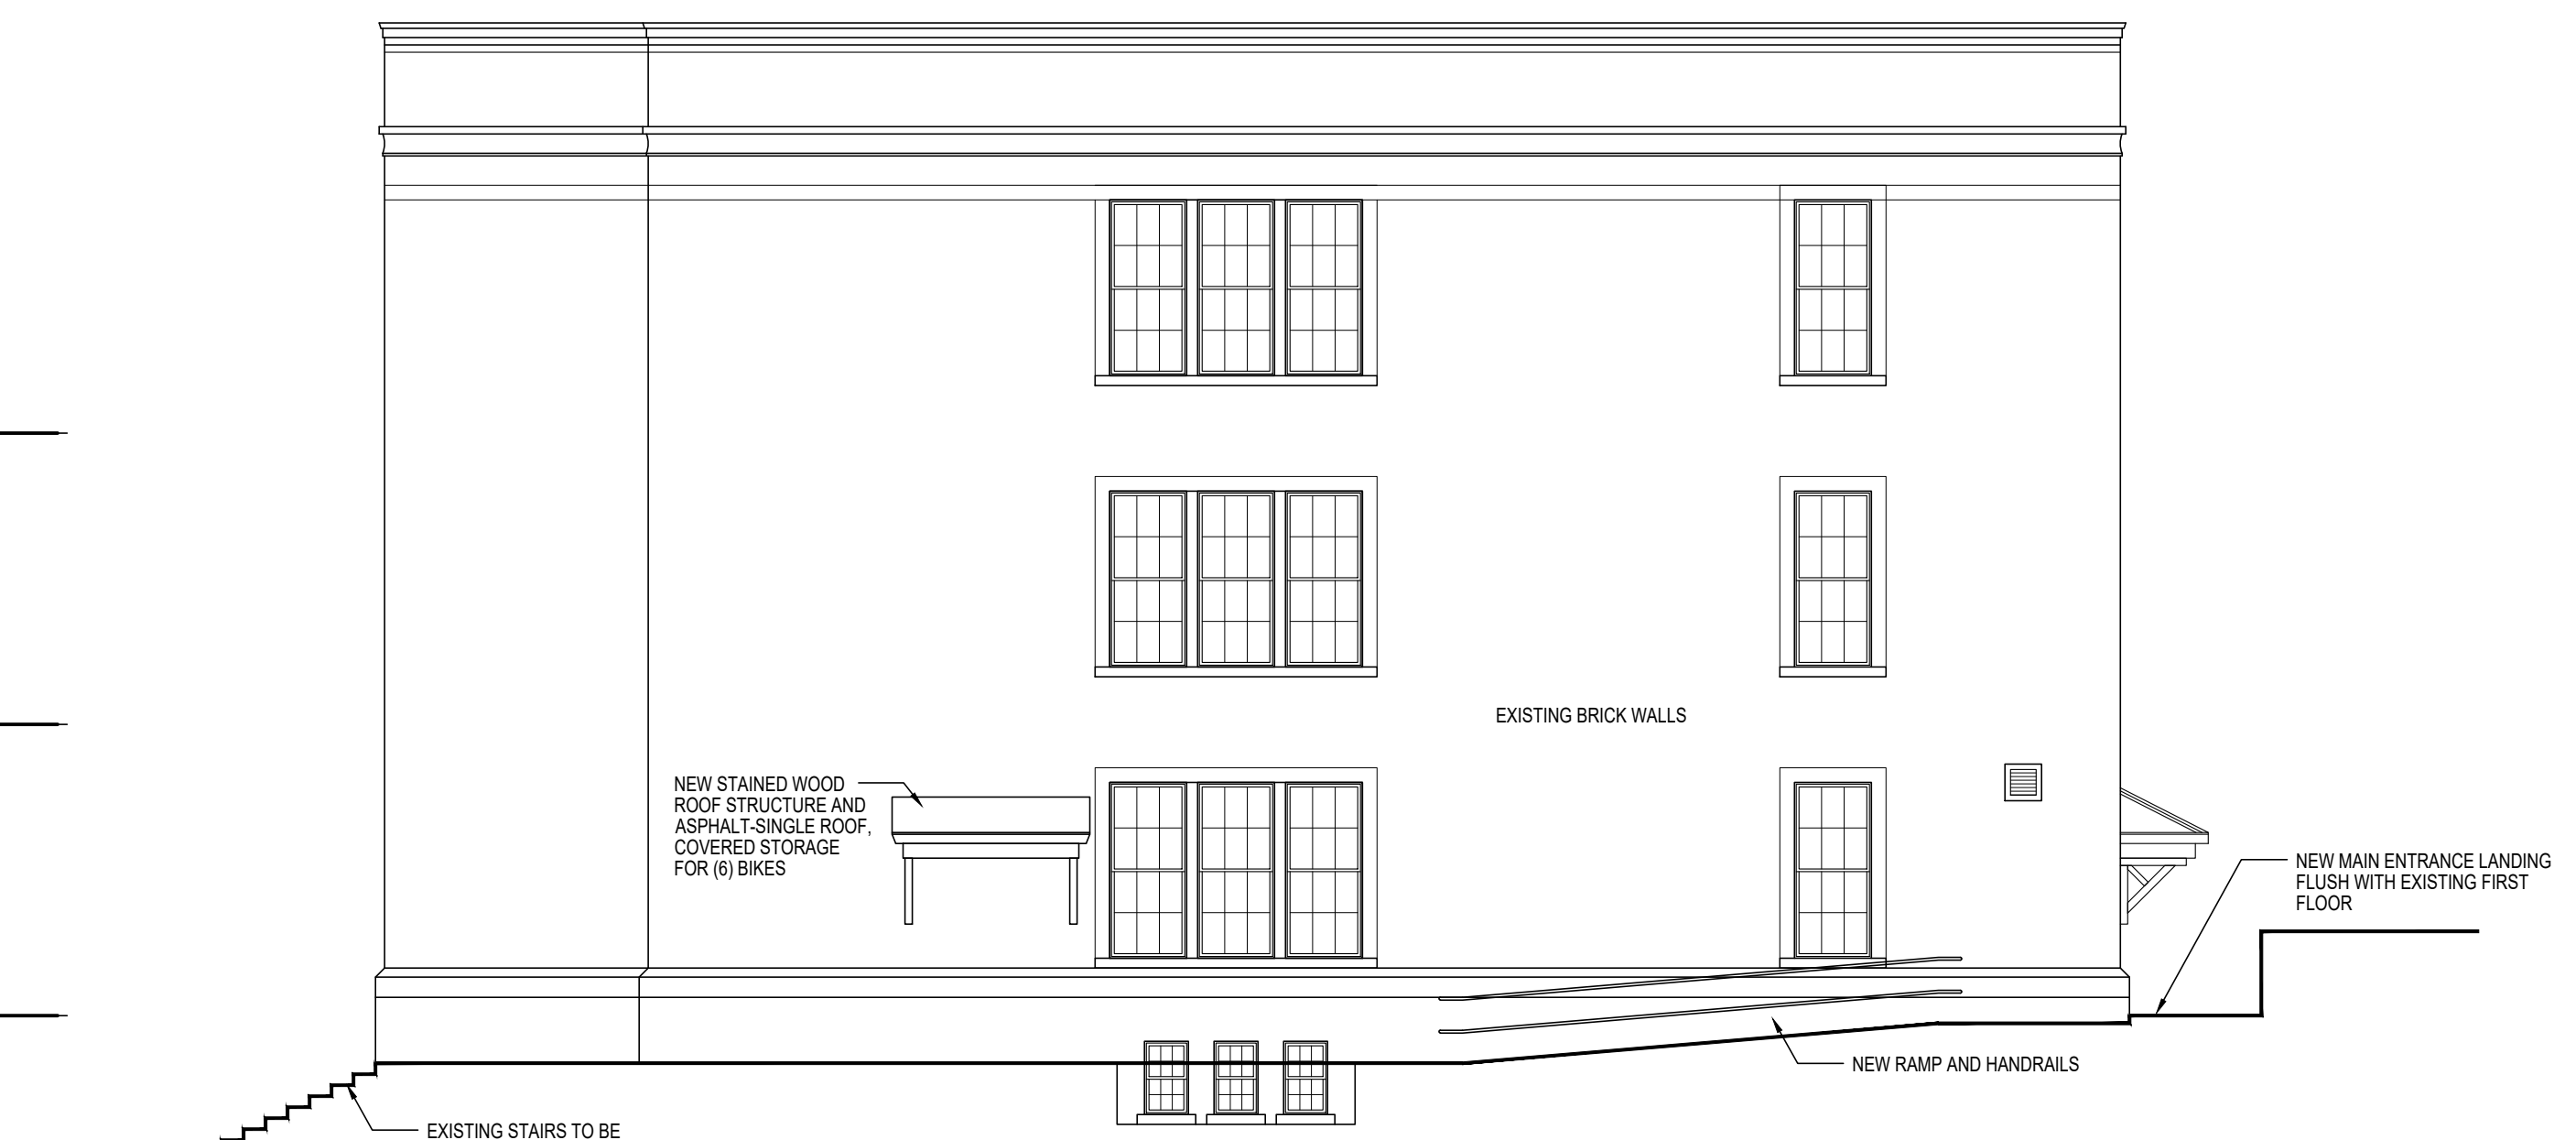 EXISTING BRICK WALLS
NEW STAINED WOOD
ROOF STRUCTURE AND
ASPHALT-SINGLE ROOF,
COVERED STORAGE
FOR (6) BIKES
NEW MAIN ENTRANCE LANDING
FLUSH WITH EXISTING FIRST
FLOOR
NEW RAMP AND HANDRAILS
EXISTING STAIRS TO BE